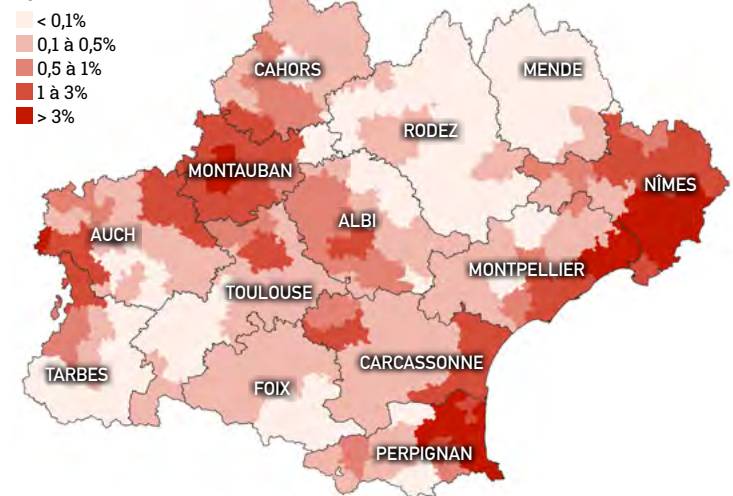 < 0,1%
0,1 à 0,5%
0,5 à 1%
1 à 3%
> 3%
CAHORS
MENDE
RODEZ
MONTAUBAN
NÎMES
ALBI
AUCH
MONTPELLIER
TOULOUSE
CARCASSONNE
TARBES
FOIX
PERPIGNAN